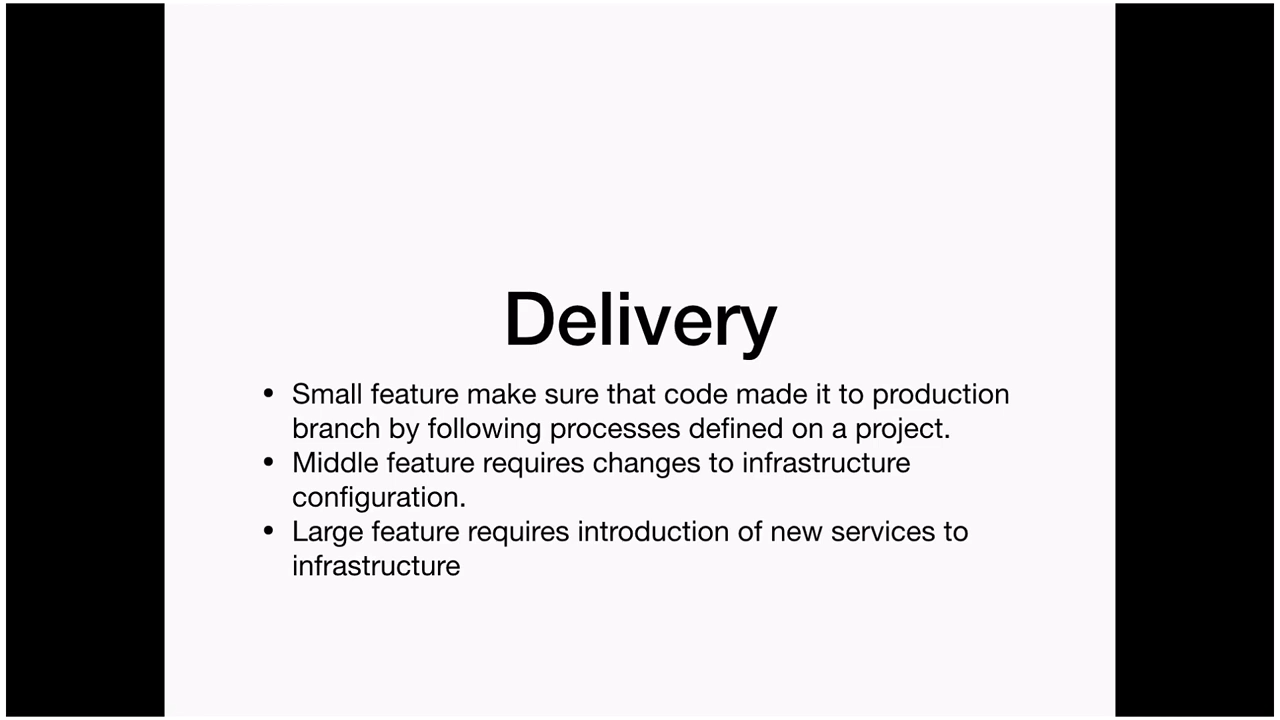 Delivery
• Small feature make sure that code made it to production
branch by following processes defined on a project.
• Middle feature requires changes to infrastructure
configuration.
• Large feature requires introduction of new services to
infrastructure